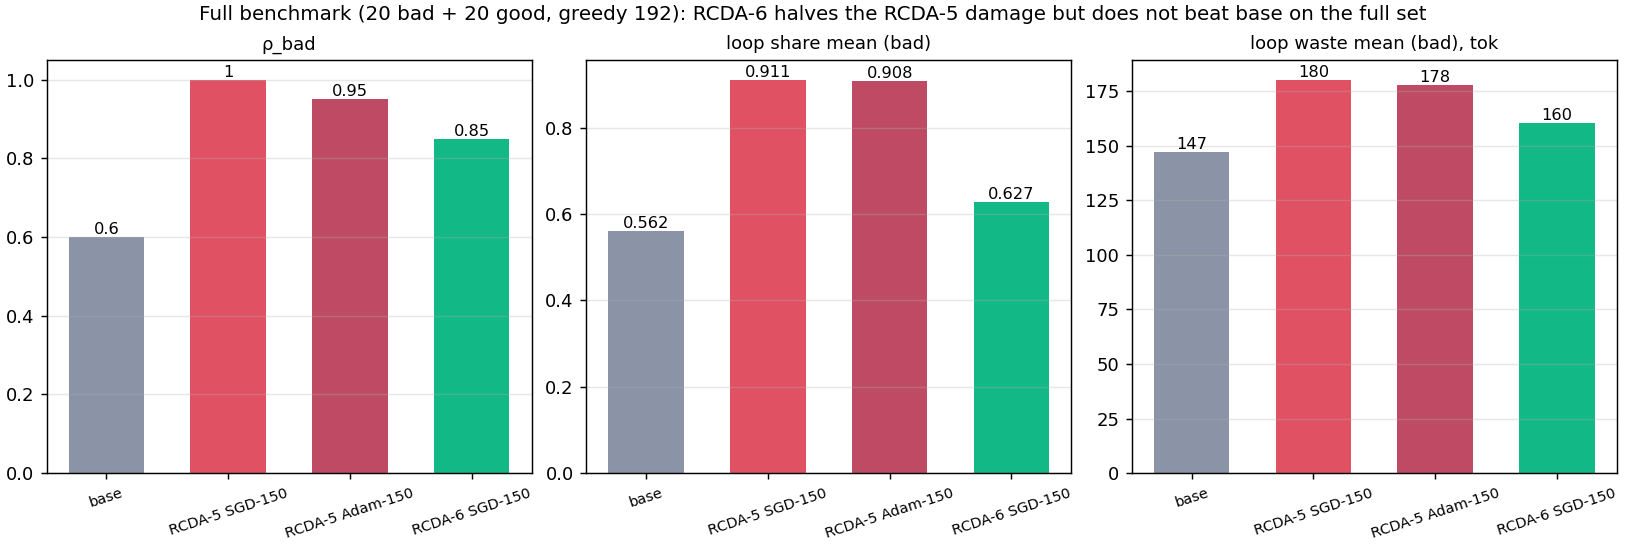 Full benchmark (20 bad + 20 good, greedy 192): RCDA-6 halves the RCDA-5 damage but does not beat base on the full set
ρ_bad
1.0
0.8
0.6
0.4
0.2
0.0
0.6
1
0.95
0.85
base
RCDA-5 SGD-150
RCDA-5 Adam-150
RCDA-6 SGD-150
loop share mean (bad)
0.8
0.6
0.4
0.2
0.0
0.562
0.911
0.908
0.627
base
RCDA-5 SGD-150
RCDA-5 Adam-150
RCDA-6 SGD-150
loop waste mean (bad), tok
175
150
125
100
75
50
25
0
147
180
178
160
base
RCDA-5 SGD-150
RCDA-5 Adam-150
RCDA-6 SGD-150